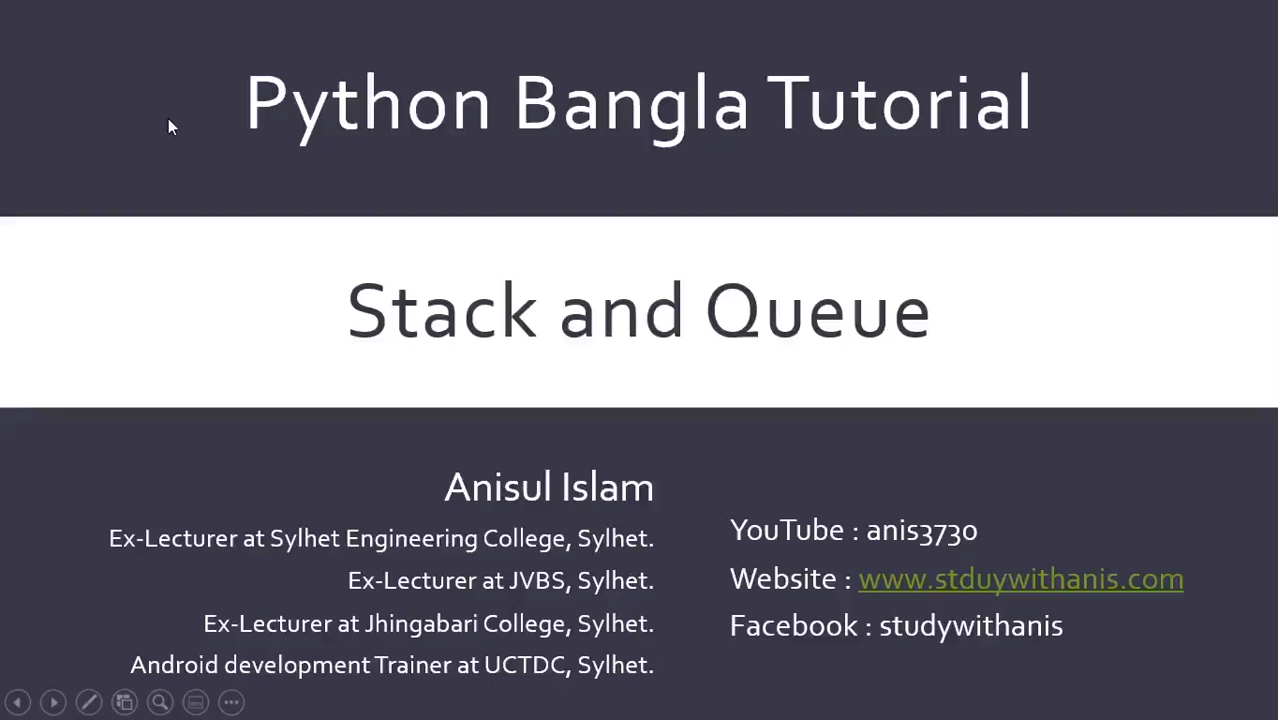 Python Bangla Tutorial
Stack and Queue
Anisul Islam
Ex-Lecturer at Sylhet Engineering College, Sylhet.
Ex-Lecturer at JVBS, Sylhet.
Ex-Lecturer at Jhingabari College, Sylhet.
Android development Trainer at UCTDC, Sylhet.
YouTube : anis3730
Website : www.stduywithanis.com
Facebook : studywithanis